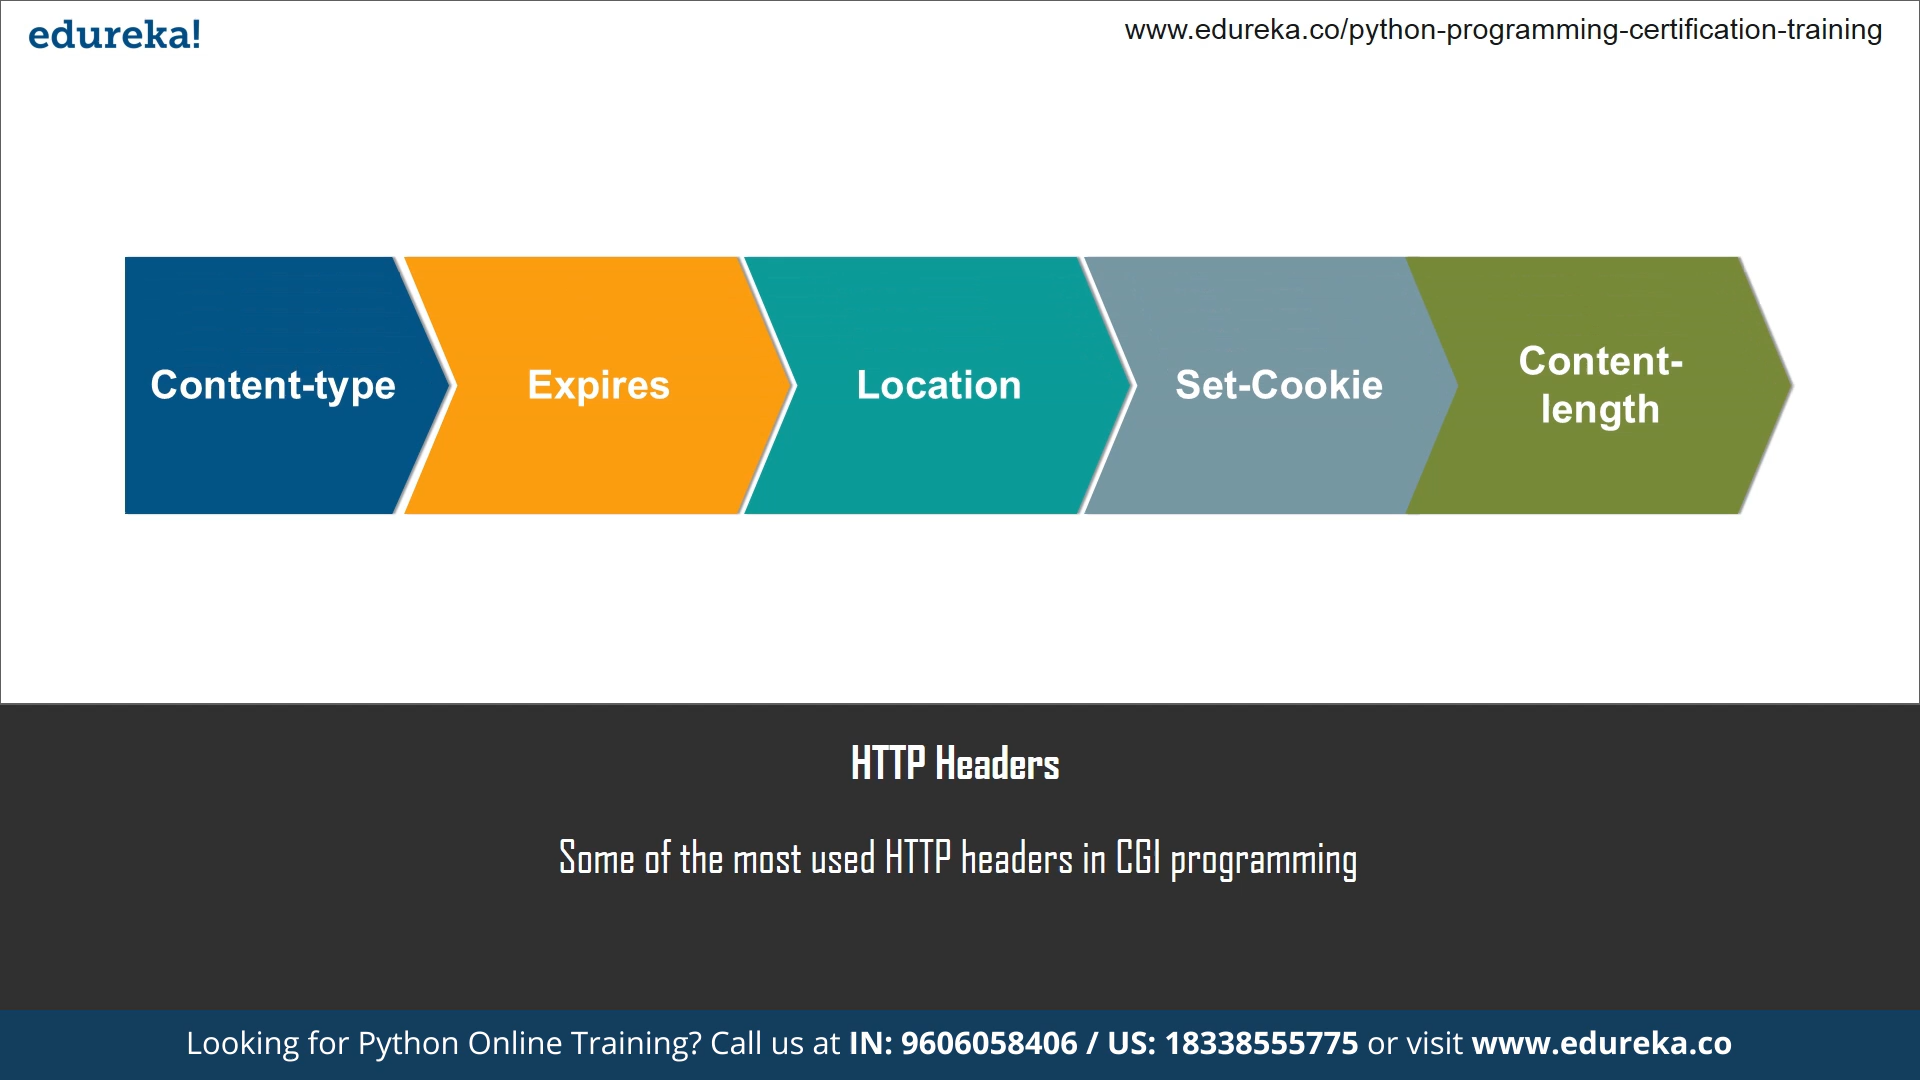 edureka!
www.edureka.co/python-programming-certification-training
Content-type
Expires
Location
Set-Cookie
Content-
length
HTTP Headers
Some of the most used HTTP headers in CGI programming
Looking for Python Online Training? Call us at IN: 9606058406 / US: 18338555775 or visit www.edureka.co